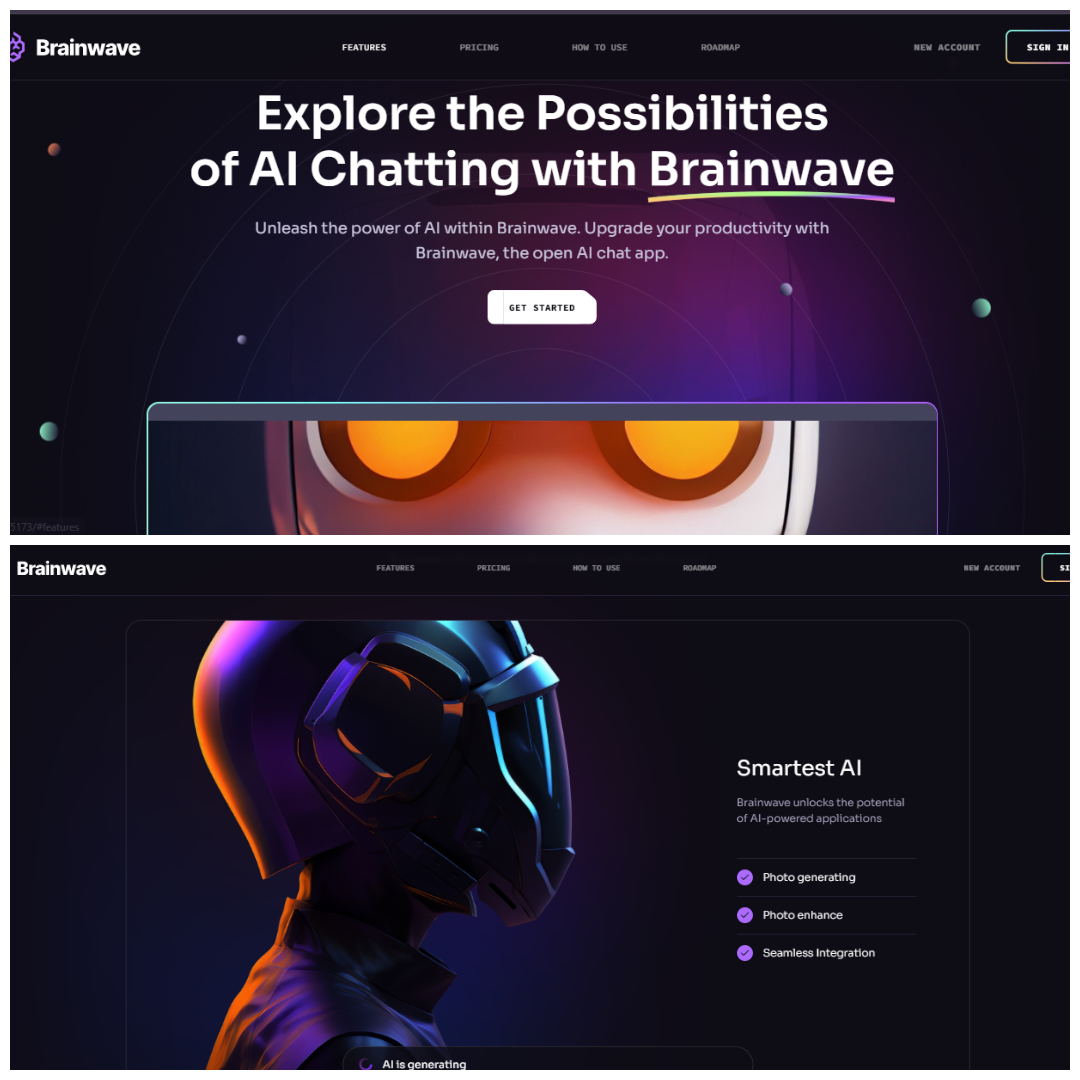 Brainwave
FEATURES
PRICING
HOW TO USE
ROADMAP
NEW ACCOUNT
SIGN IN
Explore the Possibilities
of AI Chatting with Brainwave
Unleash the power of AI within Brainwave. Upgrade your productivity with
Brainwave, the open AI chat app.
GET STARTED
5173/#features
Brainwave
FEATURES
PRICING
HOW TO USE
ROADMAP
NEW ACCOUNT
SI
Smartest AI
Brainwave unlocks the potential
of AI-powered applications
Photo generating
Photo enhance
Seamless Integration
AI is generating